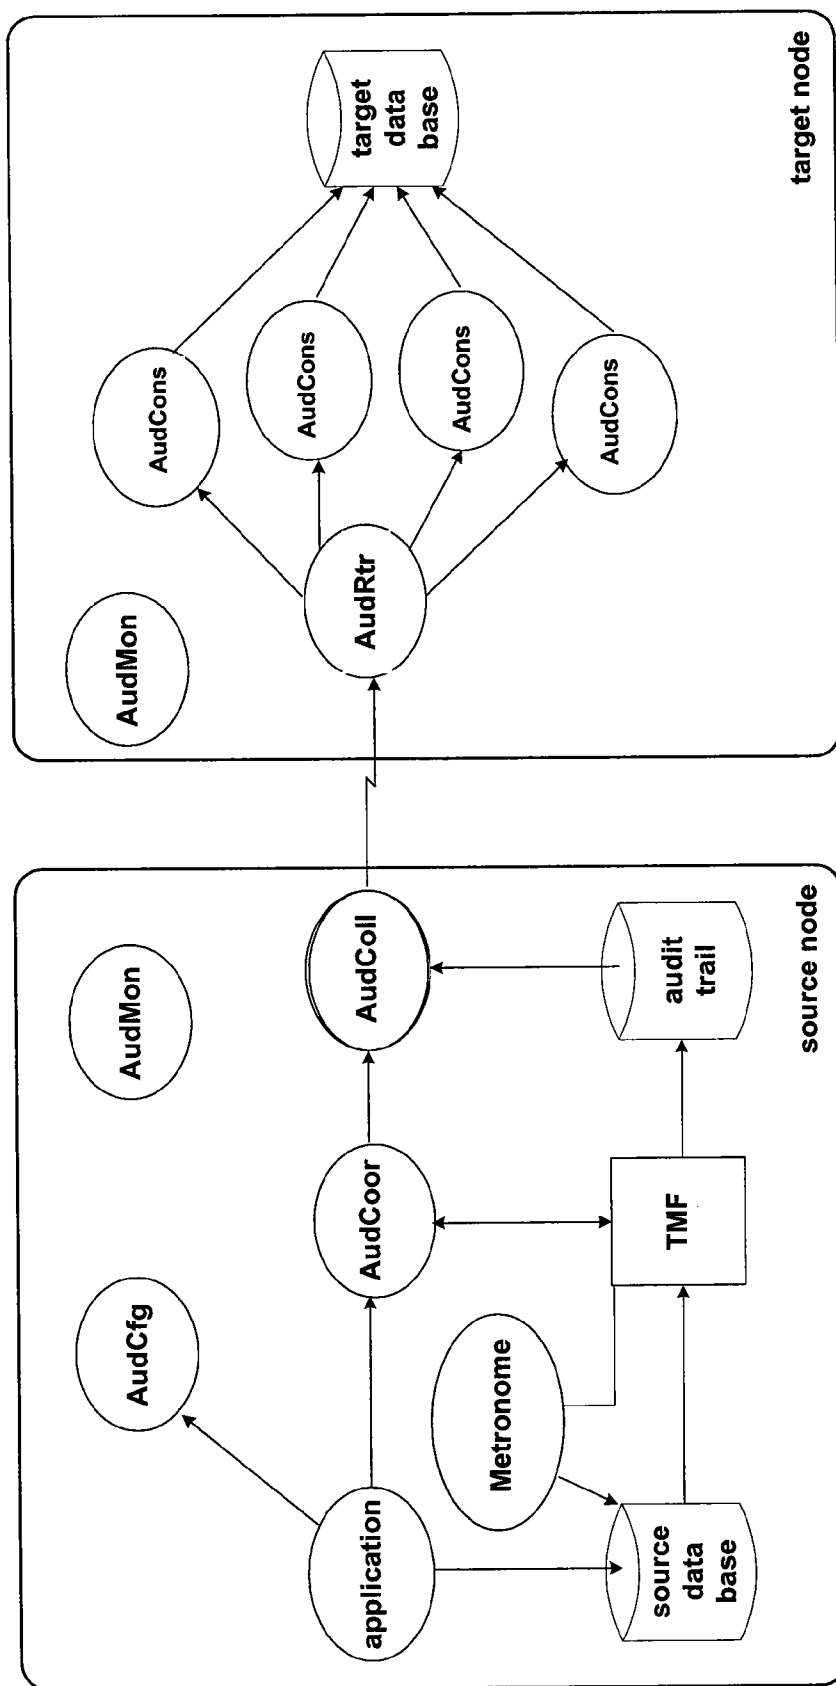 AudCfg
AudMon
application
AudCoor
AudColl
Metronome
source
data
base
TMF
audit
trail
source node
AudMon
AudRtr
AudCons
AudCons
AudCons
AudCons
target
data
base
target node